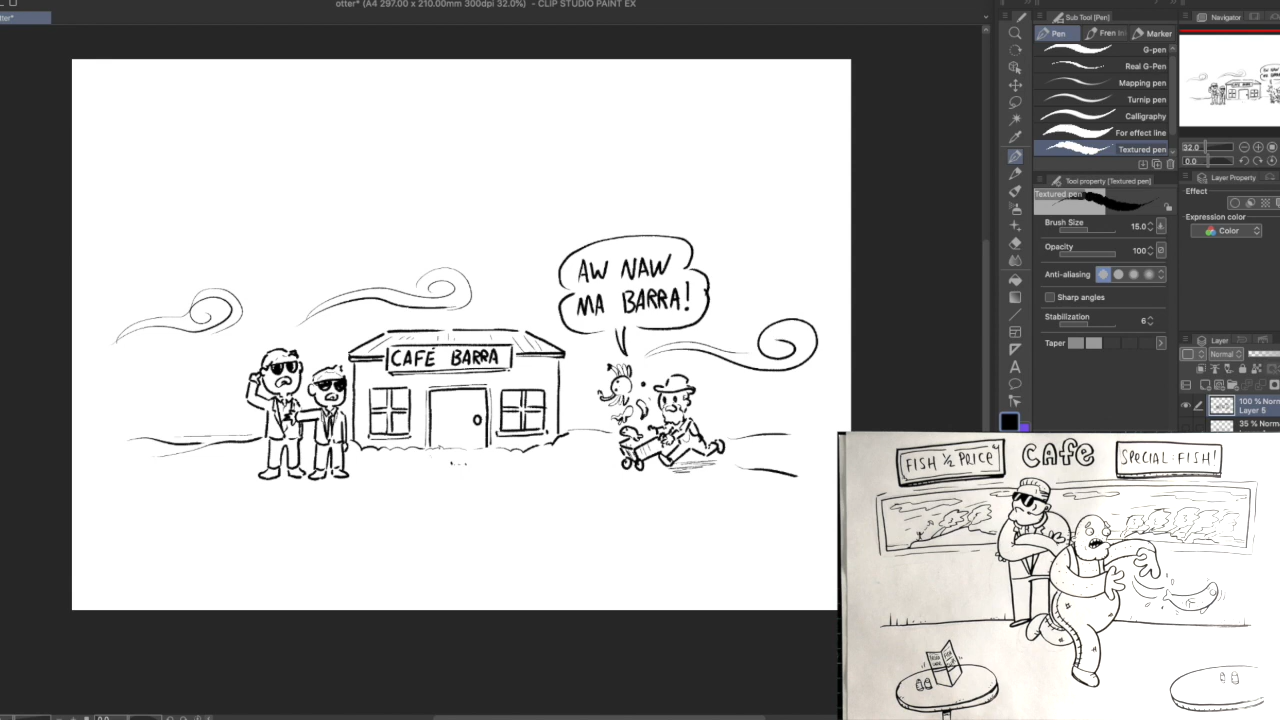 otter* (A4 297.00 x 210.00mm 300dpi 32.0%) - CLIP STUDIO PAINT EX
tter*
AW NAW
MA BARRA!
CAFÉ BARRA
Sub Tool [Pen]
Pen
Marker
G-pen
Real G-Pen
Mapping pen
Turnip pen
Calligraphy
For effect line
Textured pen
Tool property [Textured pen]
Textured pen
Brush Size 15.0
Opacity 100
Anti-aliasing
Sharp angles
Stabilization 6
Taper
Navigator
32.0
0.0
Layer Property
Effect
Expression color
Color
Layer
Normal
100 % Norm
Layer 5
35 % Norm
FISH ½ PRICE
CAfe
SPECIAL: FISH!